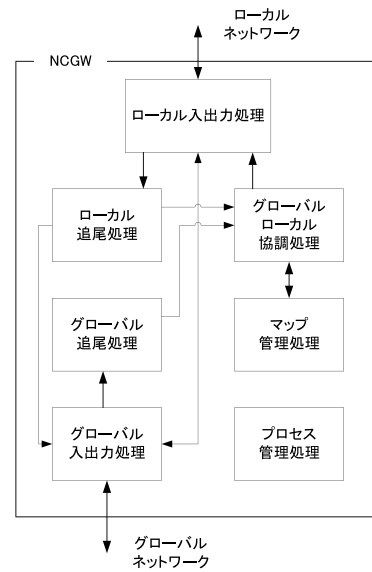 ローカル
ネットワーク
NCGW
ローカル入出力処理
ローカル
追尾処理
グローバル
ローカル
協調処理
グローバル
追尾処理
マップ
管理処理
グローバル
入出力処理
プロセス
管理処理
グローバル
ネットワーク